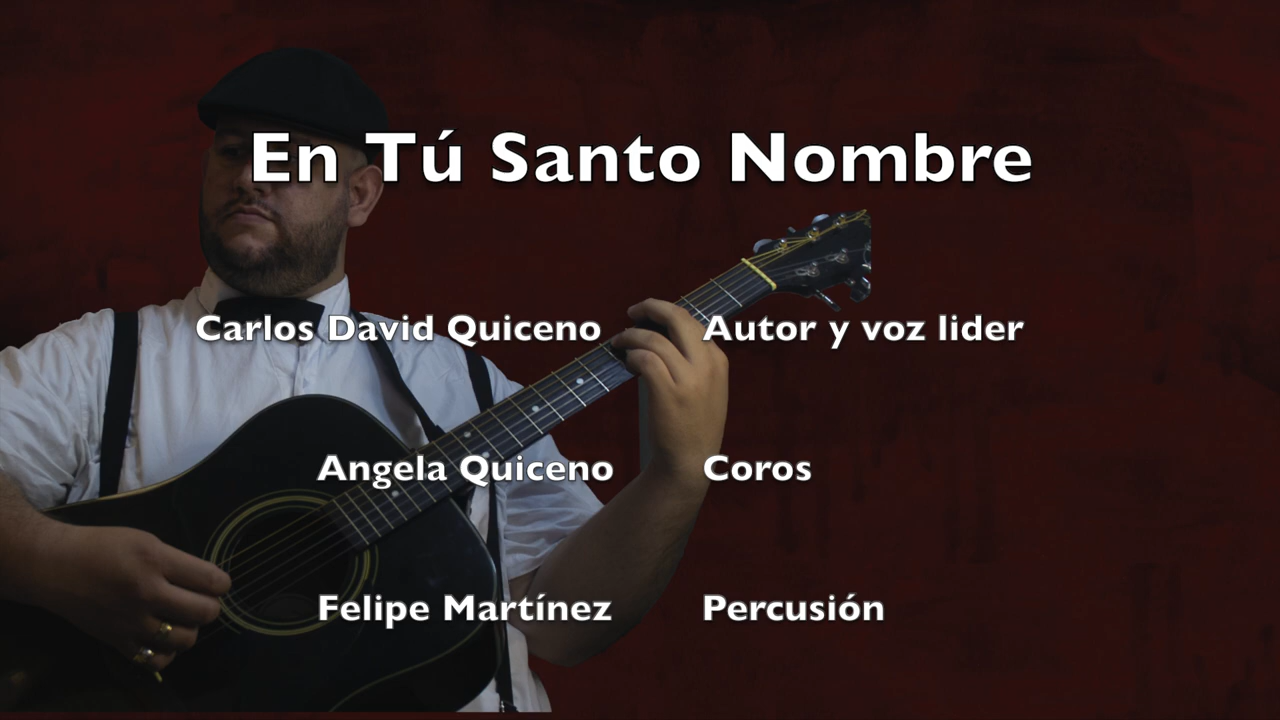 En Tú Santo Nombre
Carlos David Quiceno Autor y voz lider
Angela Quiceno Coros
Felipe Martínez Percusión